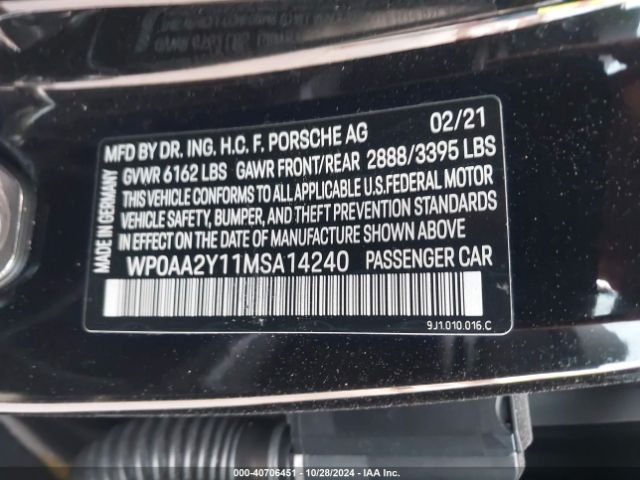 MFD BY DR. ING. H.C. F. PORSCHE AG 02/21
GVWR 6162 LBS GAWR FRONT/REAR 2888/3395 LBS
THIS VEHICLE CONFORMS TO ALL APPLICABLE U.S. FEDERAL MOTOR
VEHICLE SAFETY, BUMPER, AND THEFT PREVENTION STANDARDS
IN EFFECT ON THE DATE OF MANUFACTURE SHOWN ABOVE
WP0AA2Y11MSA14240 PASSENGER CAR
MADE IN GERMANY
9J1.010.016.C
000-40706451 | 10/28/2024 | IAA Inc.